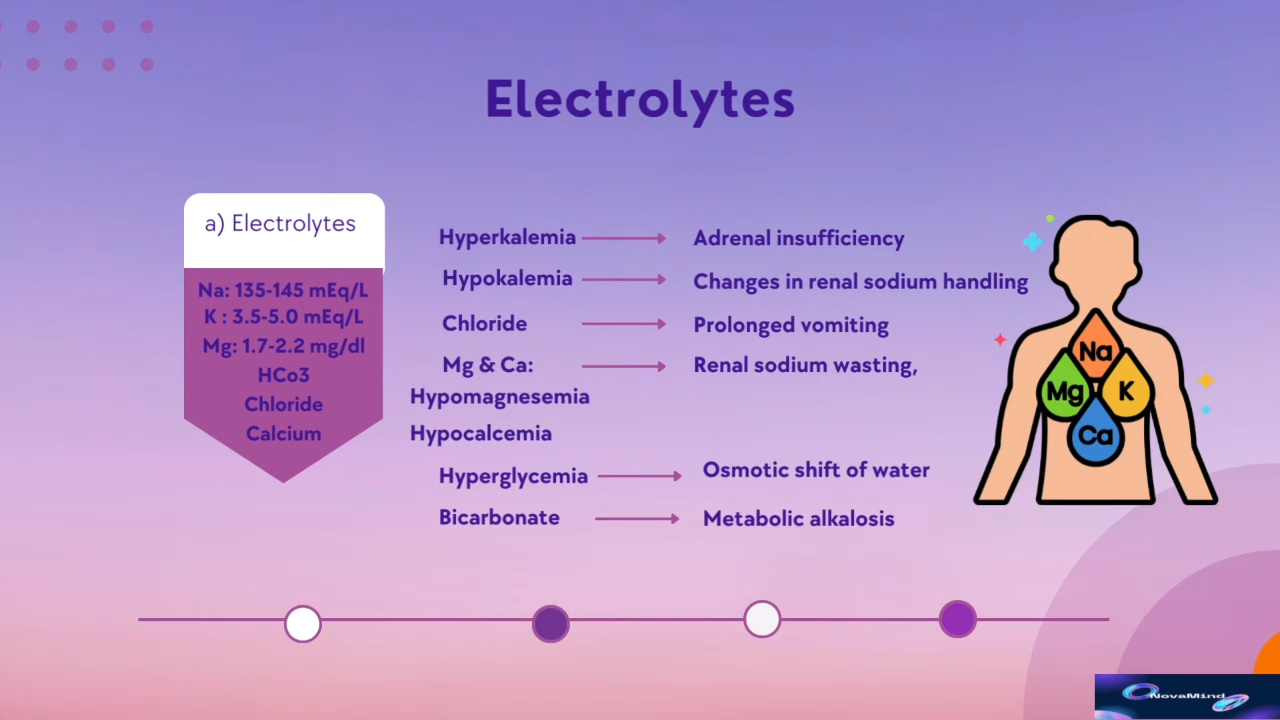 Electrolytes
a) Electrolytes
Na: 135-145 mEq/L
K : 3.5-5.0 mEq/L
Mg: 1.7-2.2 mg/dl
HCo3
Chloride
Calcium
Hyperkalemia
Adrenal insufficiency
Hypokalemia
Changes in renal sodium handling
Chloride
Prolonged vomiting
Mg & Ca:
Renal sodium wasting,
Hypomagnesemia
Hypocalcemia
Hyperglycemia
Osmotic shift of water
Bicarbonate
Metabolic alkalosis
Na
Mg
K
Ca
NovaMind